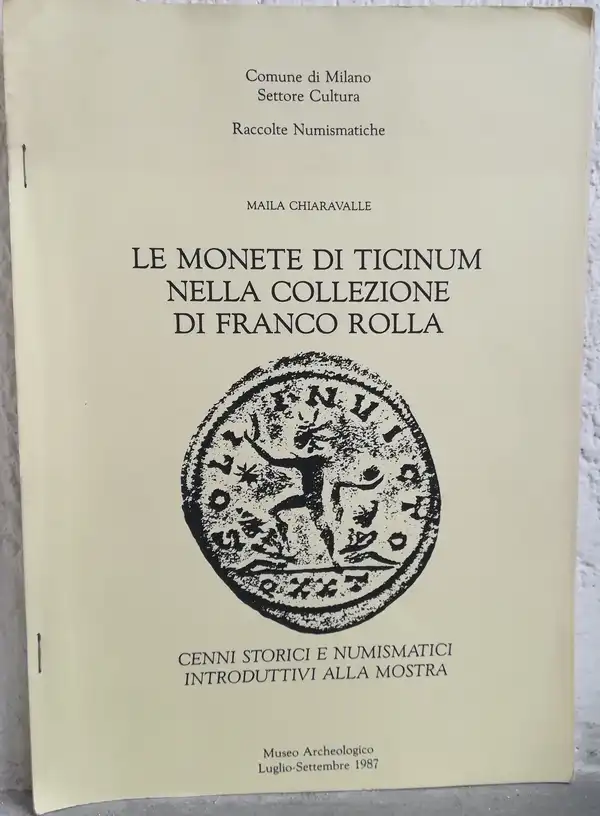 Comune di Milano
Settore Cultura
Raccolte Numismatiche
MAILA CHIARAVALLE
LE MONETE DI TICINUM
NELLA COLLEZIONE
DI FRANCO ROLLA
SOLI INVICTO
QXXT
CENNI STORICI E NUMISMATICI
INTRODUTTIVI ALLA MOSTRA
Museo Archeologico
Luglio-Settembre 1987